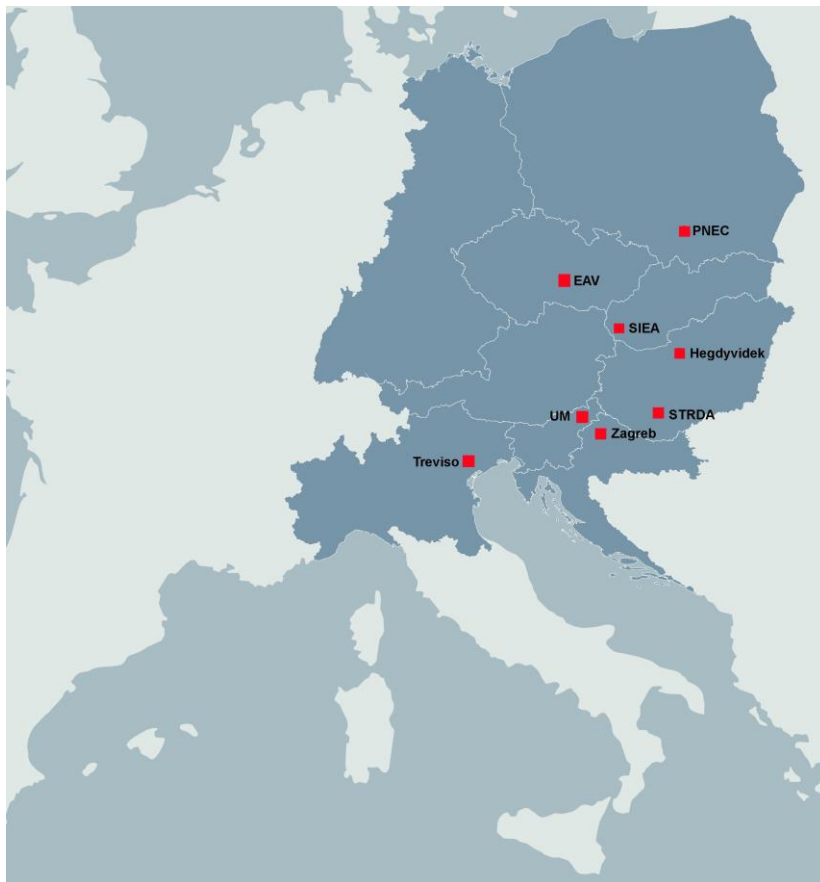 PNEC
EAV
SIEA
Hegdyvidek
UM
STRDA
Zagreb
Treviso